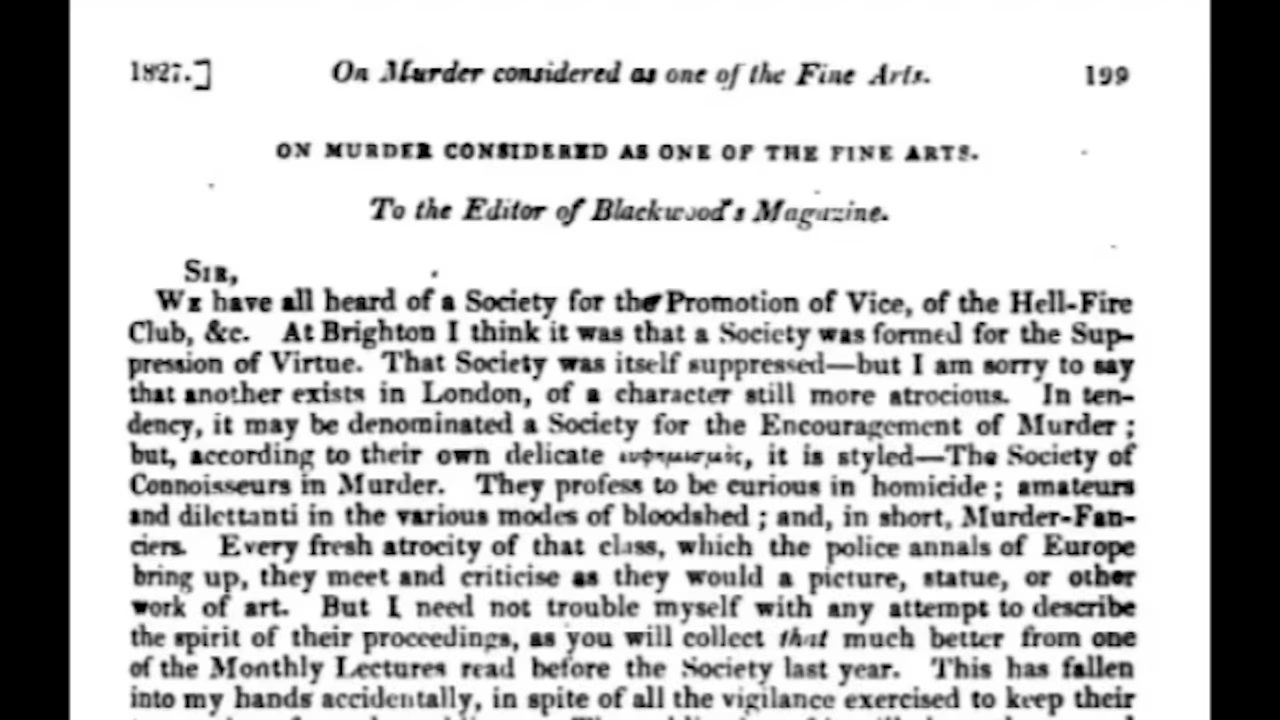 1827.] On Murder considered as one of the Fine Arts. 199
ON MURDER CONSIDERED AS ONE OF THE FINE ARTS.
To the Editor of Blackwood's Magazine.
SIR,
WE have all heard of a Society for the Promotion of Vice, of the Hell-Fire
Club, &c. At Brighton I think it was that a Society was formed for the Sup-
pression of Virtue. That Society was itself suppressed—but I am sorry to say
that another exists in London, of a character still more atrocious. In ten-
dency, it may be denominated a Society for the Encouragement of Murder;
but, according to their own delicate it is styled—The Society of
Connoisseurs in Murder. They profess to be curious in homicide; amateurs
and dilettanti in the various modes of bloodshed; and, in short, Murder-Fan-
ciers. Every fresh atrocity of that class, which the police annals of Europe
bring up, they meet and criticise as they would a picture, statue, or other
work of art. But I need not trouble myself with any attempt to describe
the spirit of their proceedings, as you will collect that much better from one
of the Monthly Lectures read before the Society last year. This has fallen
into my hands accidentally, in spite of all the vigilance exercised to keep their